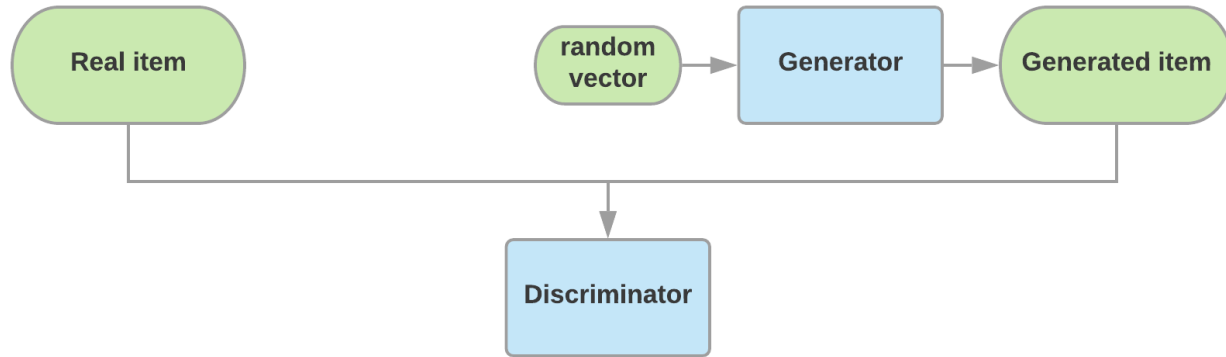 Real item
random
vector
Generator
Generated item
Discriminator